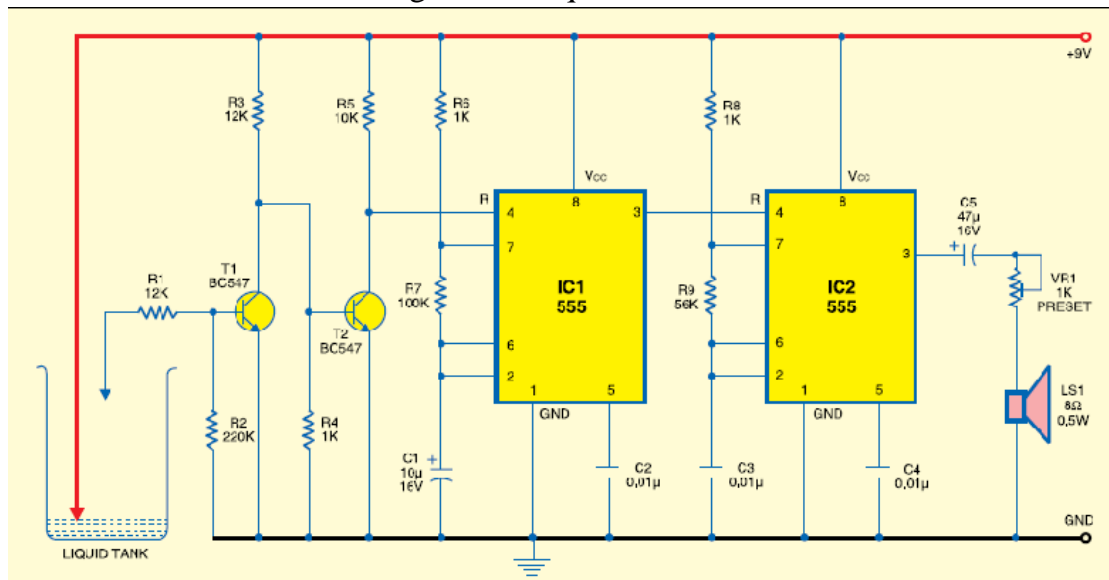 +9V
R3
12K
R5
10K
R6
1K
R8
1K
Vcc
8
Vcc
8
R
4
3
R
4
7
7
C5
47µ
16V
+
3
T1
BC547
R1
12K
R7
100K
IC1
555
R9
56K
IC2
555
VR1
1K
PRESET
T2
BC547
6
2
6
2
1
5
GND
1
5
GND
LS1
8Ω
0,5W
R2
220K
R4
1K
C1
10µ
16V
+
C2
0,01µ
C3
0,01µ
C4
0,01µ
GND
LIQUID TANK